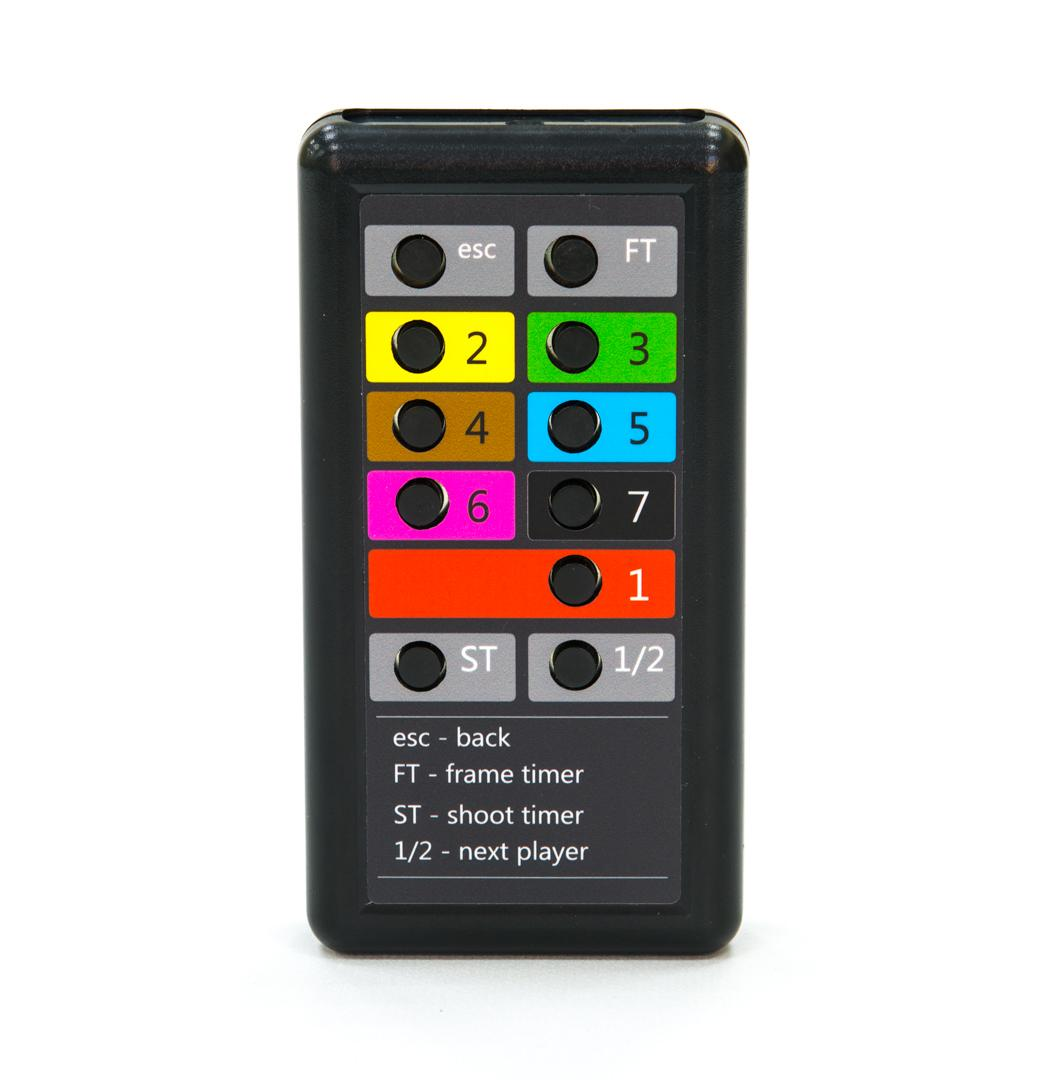 esc FT
2 3
4 5
6 7
1
ST 1/2
esc - back
FT - frame timer
ST - shoot timer
1/2 - next player